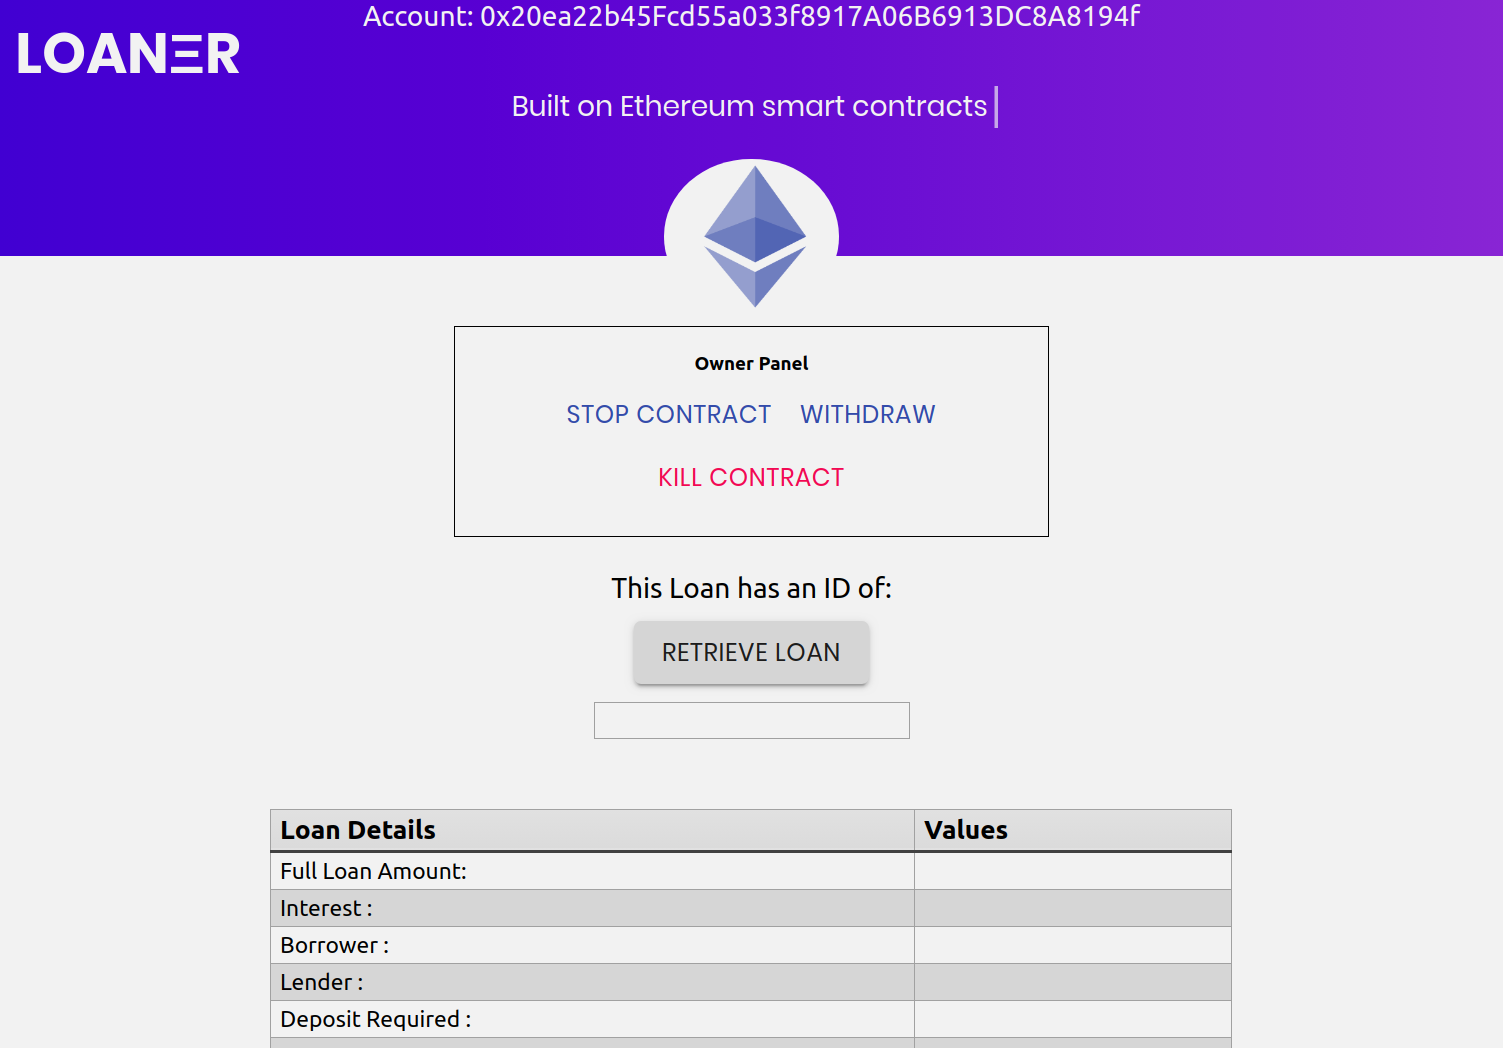 Account: 0x20ea22b45Fcd55a033f8917A06B6913DC8A8194f
LOANΞR
Built on Ethereum smart contracts
Owner Panel
STOP CONTRACT WITHDRAW
KILL CONTRACT
This Loan has an ID of:
RETRIEVE LOAN
Loan Details Values
Full Loan Amount:
Interest :
Borrower :
Lender :
Deposit Required :